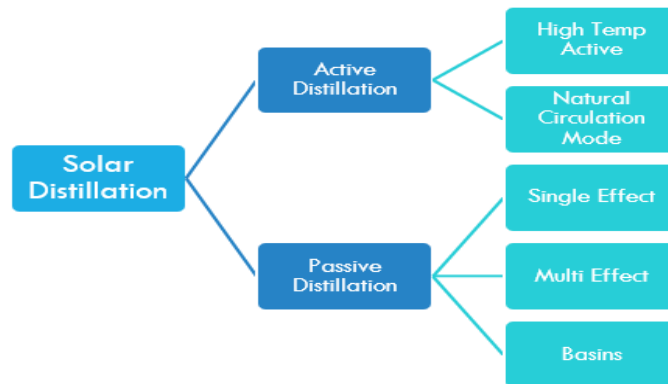 Solar
Distillation
Active
Distillation
High Temp
Active
Natural
Circulation
Mode
Passive
Distillation
Single Effect
Multi Effect
Basins